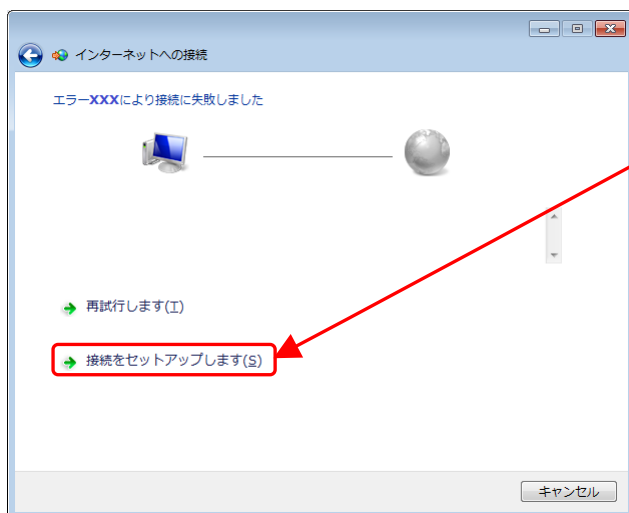 インターネットへの接続
エラーXXXにより接続に失敗しました
再試行します(T)
接続をセットアップします(S)
キャンセル